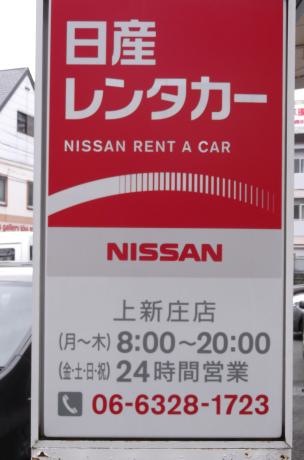 日産
レンタカー
NISSAN RENT A CAR
NISSAN
上新庄店
(月〜木) 8:00〜20:00
(金・土・日・祝) 24時間営業
06-6328-1723